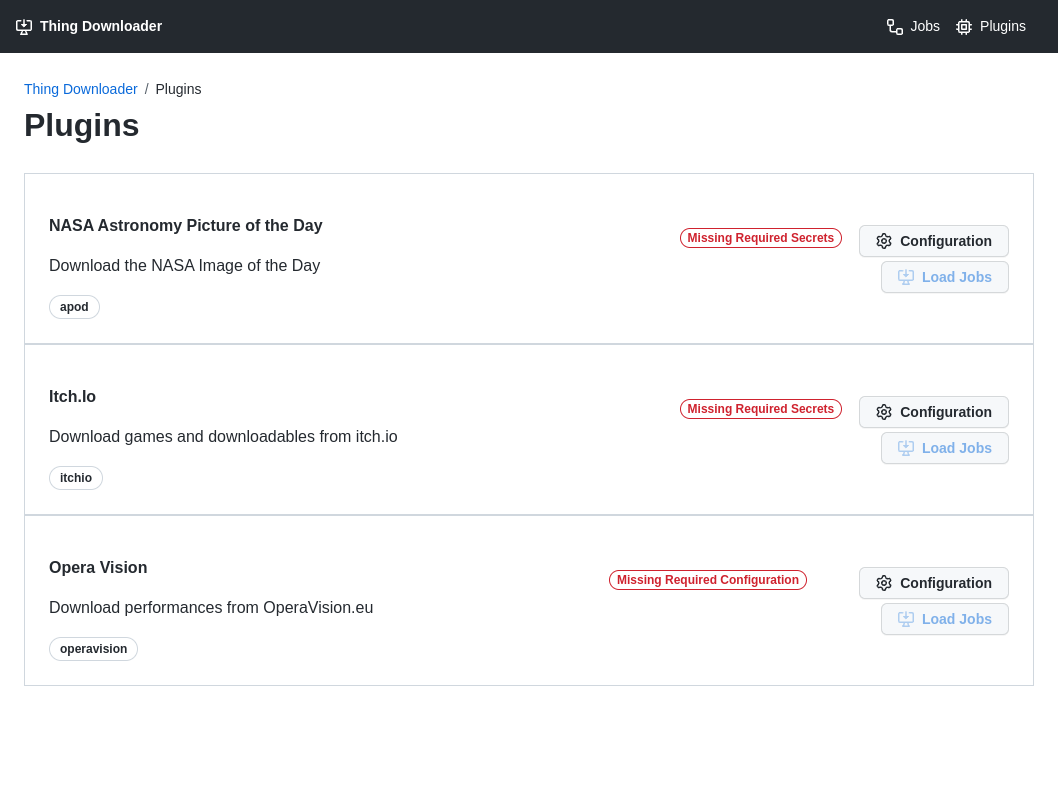 Thing Downloader
Jobs
Plugins
Thing Downloader / Plugins
Plugins
NASA Astronomy Picture of the Day
Download the NASA Image of the Day
apod
Missing Required Secrets
Configuration
Load Jobs
Itch.Io
Download games and downloadables from itch.io
itchio
Missing Required Secrets
Configuration
Load Jobs
Opera Vision
Download performances from OperaVision.eu
operavision
Missing Required Configuration
Configuration
Load Jobs